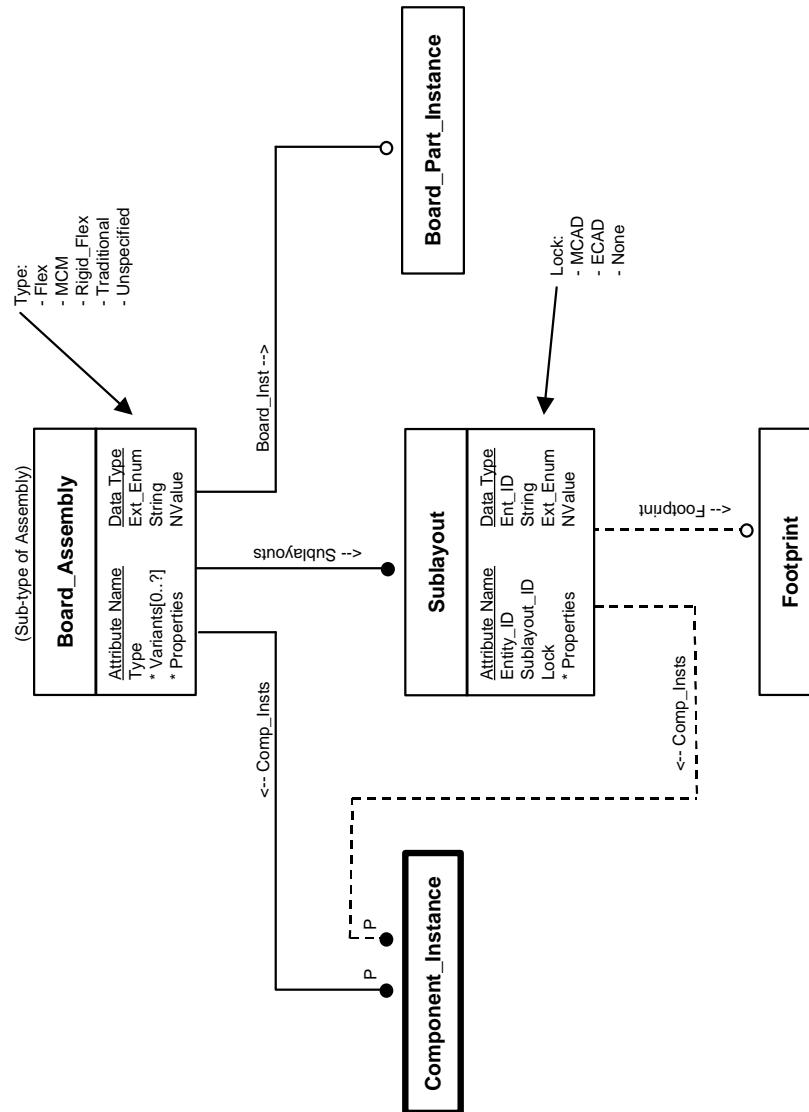 (Sub-type of Assembly)
Board_Assembly
Attribute Name Data Type
Type Ext_Enum
* Variants[0..?] String
* Properties NValue
Type:
- Flex
- MCM
- Rigid_Flex
- Traditional
- Unspecified
<-- Comp_Insts
<-- Sublayouts
Board_Inst -->
P
P
Component_Instance
Sublayout
Attribute Name Data Type
Entity_ID Ent_ID
Sublayout_ID String
Lock Ext_Enum
* Properties NValue
Board_Part_Instance
Lock:
- MCAD
- ECAD
- None
<-- Comp_Insts
<-- Footprint
Footprint